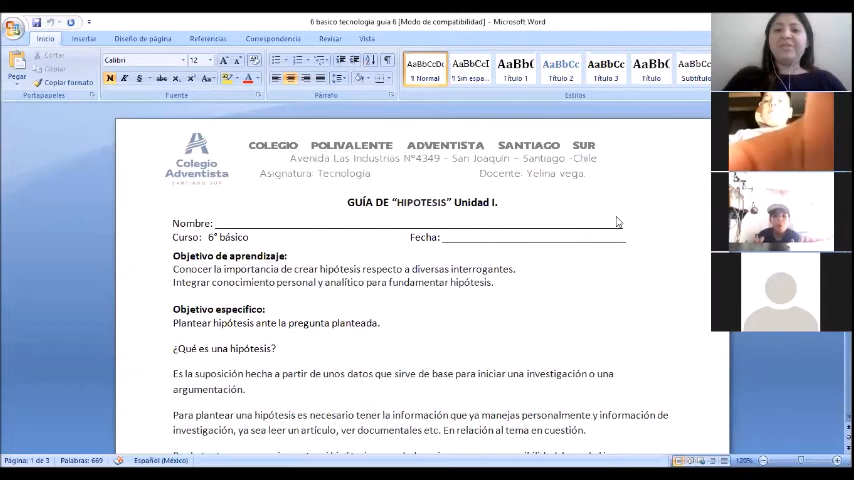 6 basico tecnologia guia 6 [Modo de compatibilidad] - Microsoft Word
Inicio Insertar Diseño de página Referencias Correspondencia Revisar Vista
Pegar
Cortar
Copiar
Copiar formato
Portapapeles
Calibri 12
Fuente
Párrafo
AaBbCcDc AaBbCcI AaBb( AaBbCc AaBbCc AaBb( AaBbCcl
¶ Normal ¶ Sin espa... Título 1 Título 2 Título 3 Título Subtítulo
Estilos
Colegio
Adventista
SANTIAGO SUR
COLEGIO POLIVALENTE ADVENTISTA SANTIAGO SUR
Avenida Las Industrias N°4349 - San Joaquín – Santiago -Chile
Asignatura: Tecnología Docente: Yelina vega.
GUÍA DE “HIPOTESIS” Unidad I.
Nombre:
Curso: 6° básico Fecha:
Objetivo de aprendizaje:
Conocer la importancia de crear hipótesis respecto a diversas interrogantes.
Integrar conocimiento personal y analítico para fundamentar hipótesis.
Objetivo especifico:
Plantear hipótesis ante la pregunta planteada.
¿Qué es una hipótesis?
Es la suposición hecha a partir de unos datos que sirve de base para iniciar una investigación o una
argumentación.
Para plantear una hipótesis es necesario tener la información que ya manejas personalmente y información de
investigación, ya sea leer un artículo, ver documentales etc. En relación al tema en cuestión.
Página: 1 de 3 Palabras: 669 Español (México) 120%